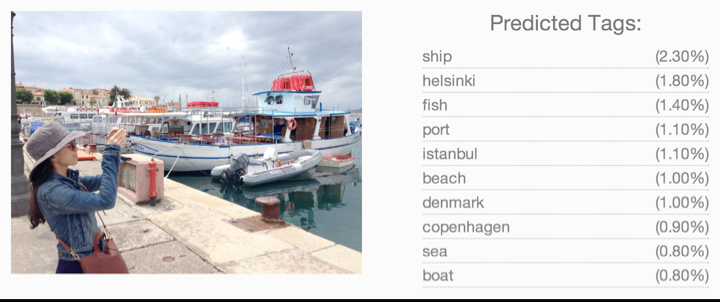 Predicted Tags:
ship (2.30%)
helsinki (1.80%)
fish (1.40%)
port (1.10%)
istanbul (1.10%)
beach (1.00%)
denmark (1.00%)
copenhagen (0.90%)
sea (0.80%)
boat (0.80%)